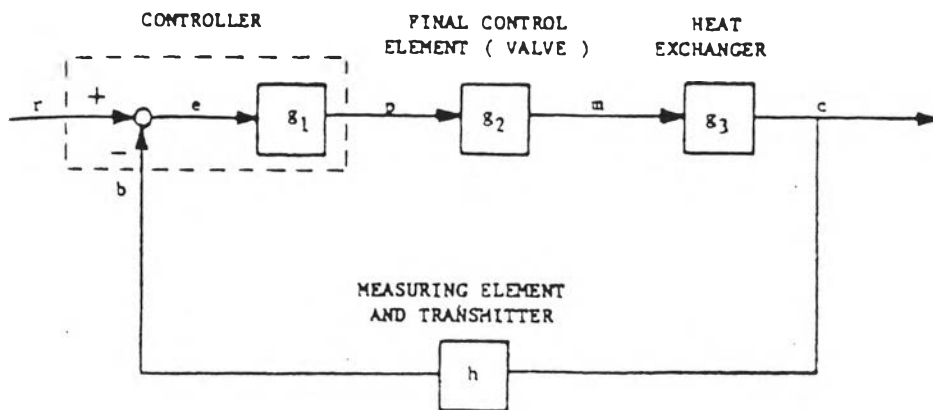 CONTROLLER
FINAL CONTROL
ELEMENT ( VALVE )
HEAT
EXCHANGER
r
+
e
g1
p
g2
m
g3
c
−
b
MEASURING ELEMENT
AND TRANSMITTER
h